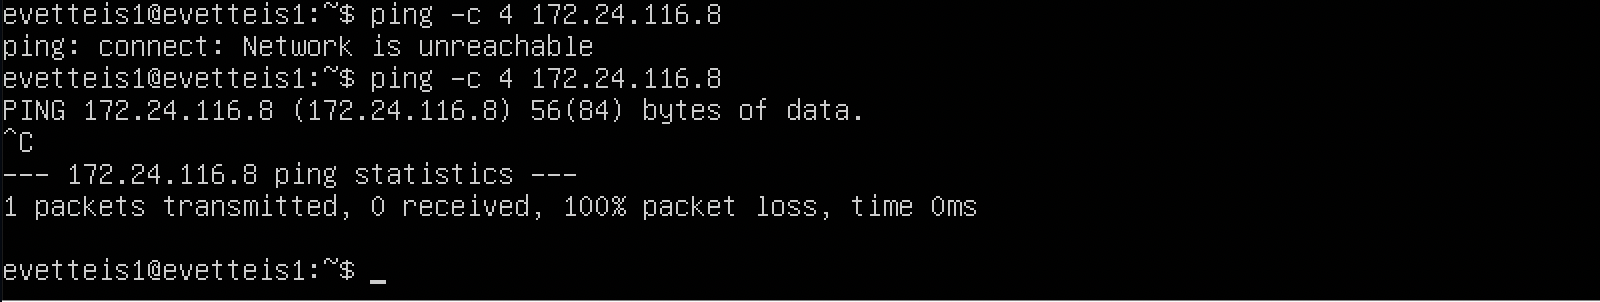 evetteis1@evetteis1:~$ ping -c 4 172.24.116.8
ping: connect: Network is unreachable
evetteis1@evetteis1:~$ ping -c 4 172.24.116.8
PING 172.24.116.8 (172.24.116.8) 56(84) bytes of data.
^C
--- 172.24.116.8 ping statistics ---
1 packets transmitted, 0 received, 100% packet loss, time 0ms
evetteis1@evetteis1:~$ _